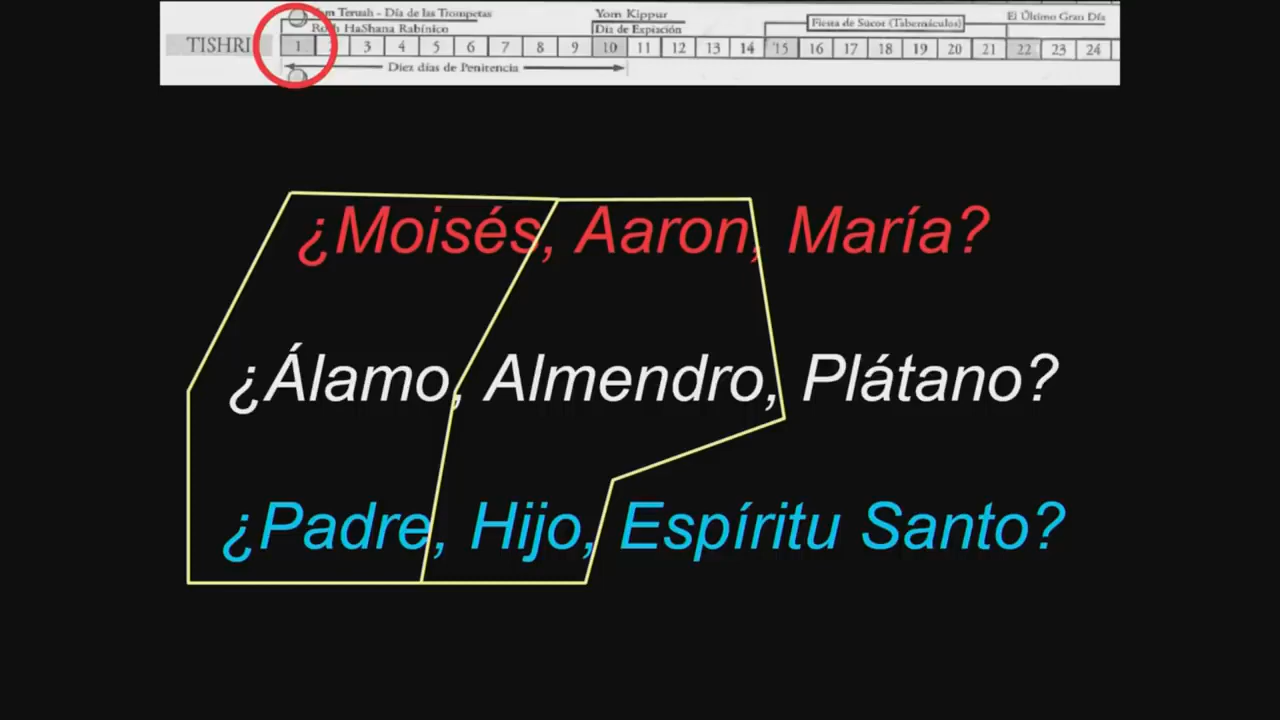 Yom Teruah - Día de las Trompetas
Yom Kippur
El Último Gran Día
Rosh HaShana Rabínico
Día de Expiación
Fiesta de Sucot (Tabernáculos)
TISHRI 1 2 3 4 5 6 7 8 9 10 11 12 13 14 15 16 17 18 19 20 21 22 23 24
Diez días de Penitencia
¿Moisés, Aaron, María?
¿Álamo, Almendro, Plátano?
¿Padre, Hijo, Espíritu Santo?